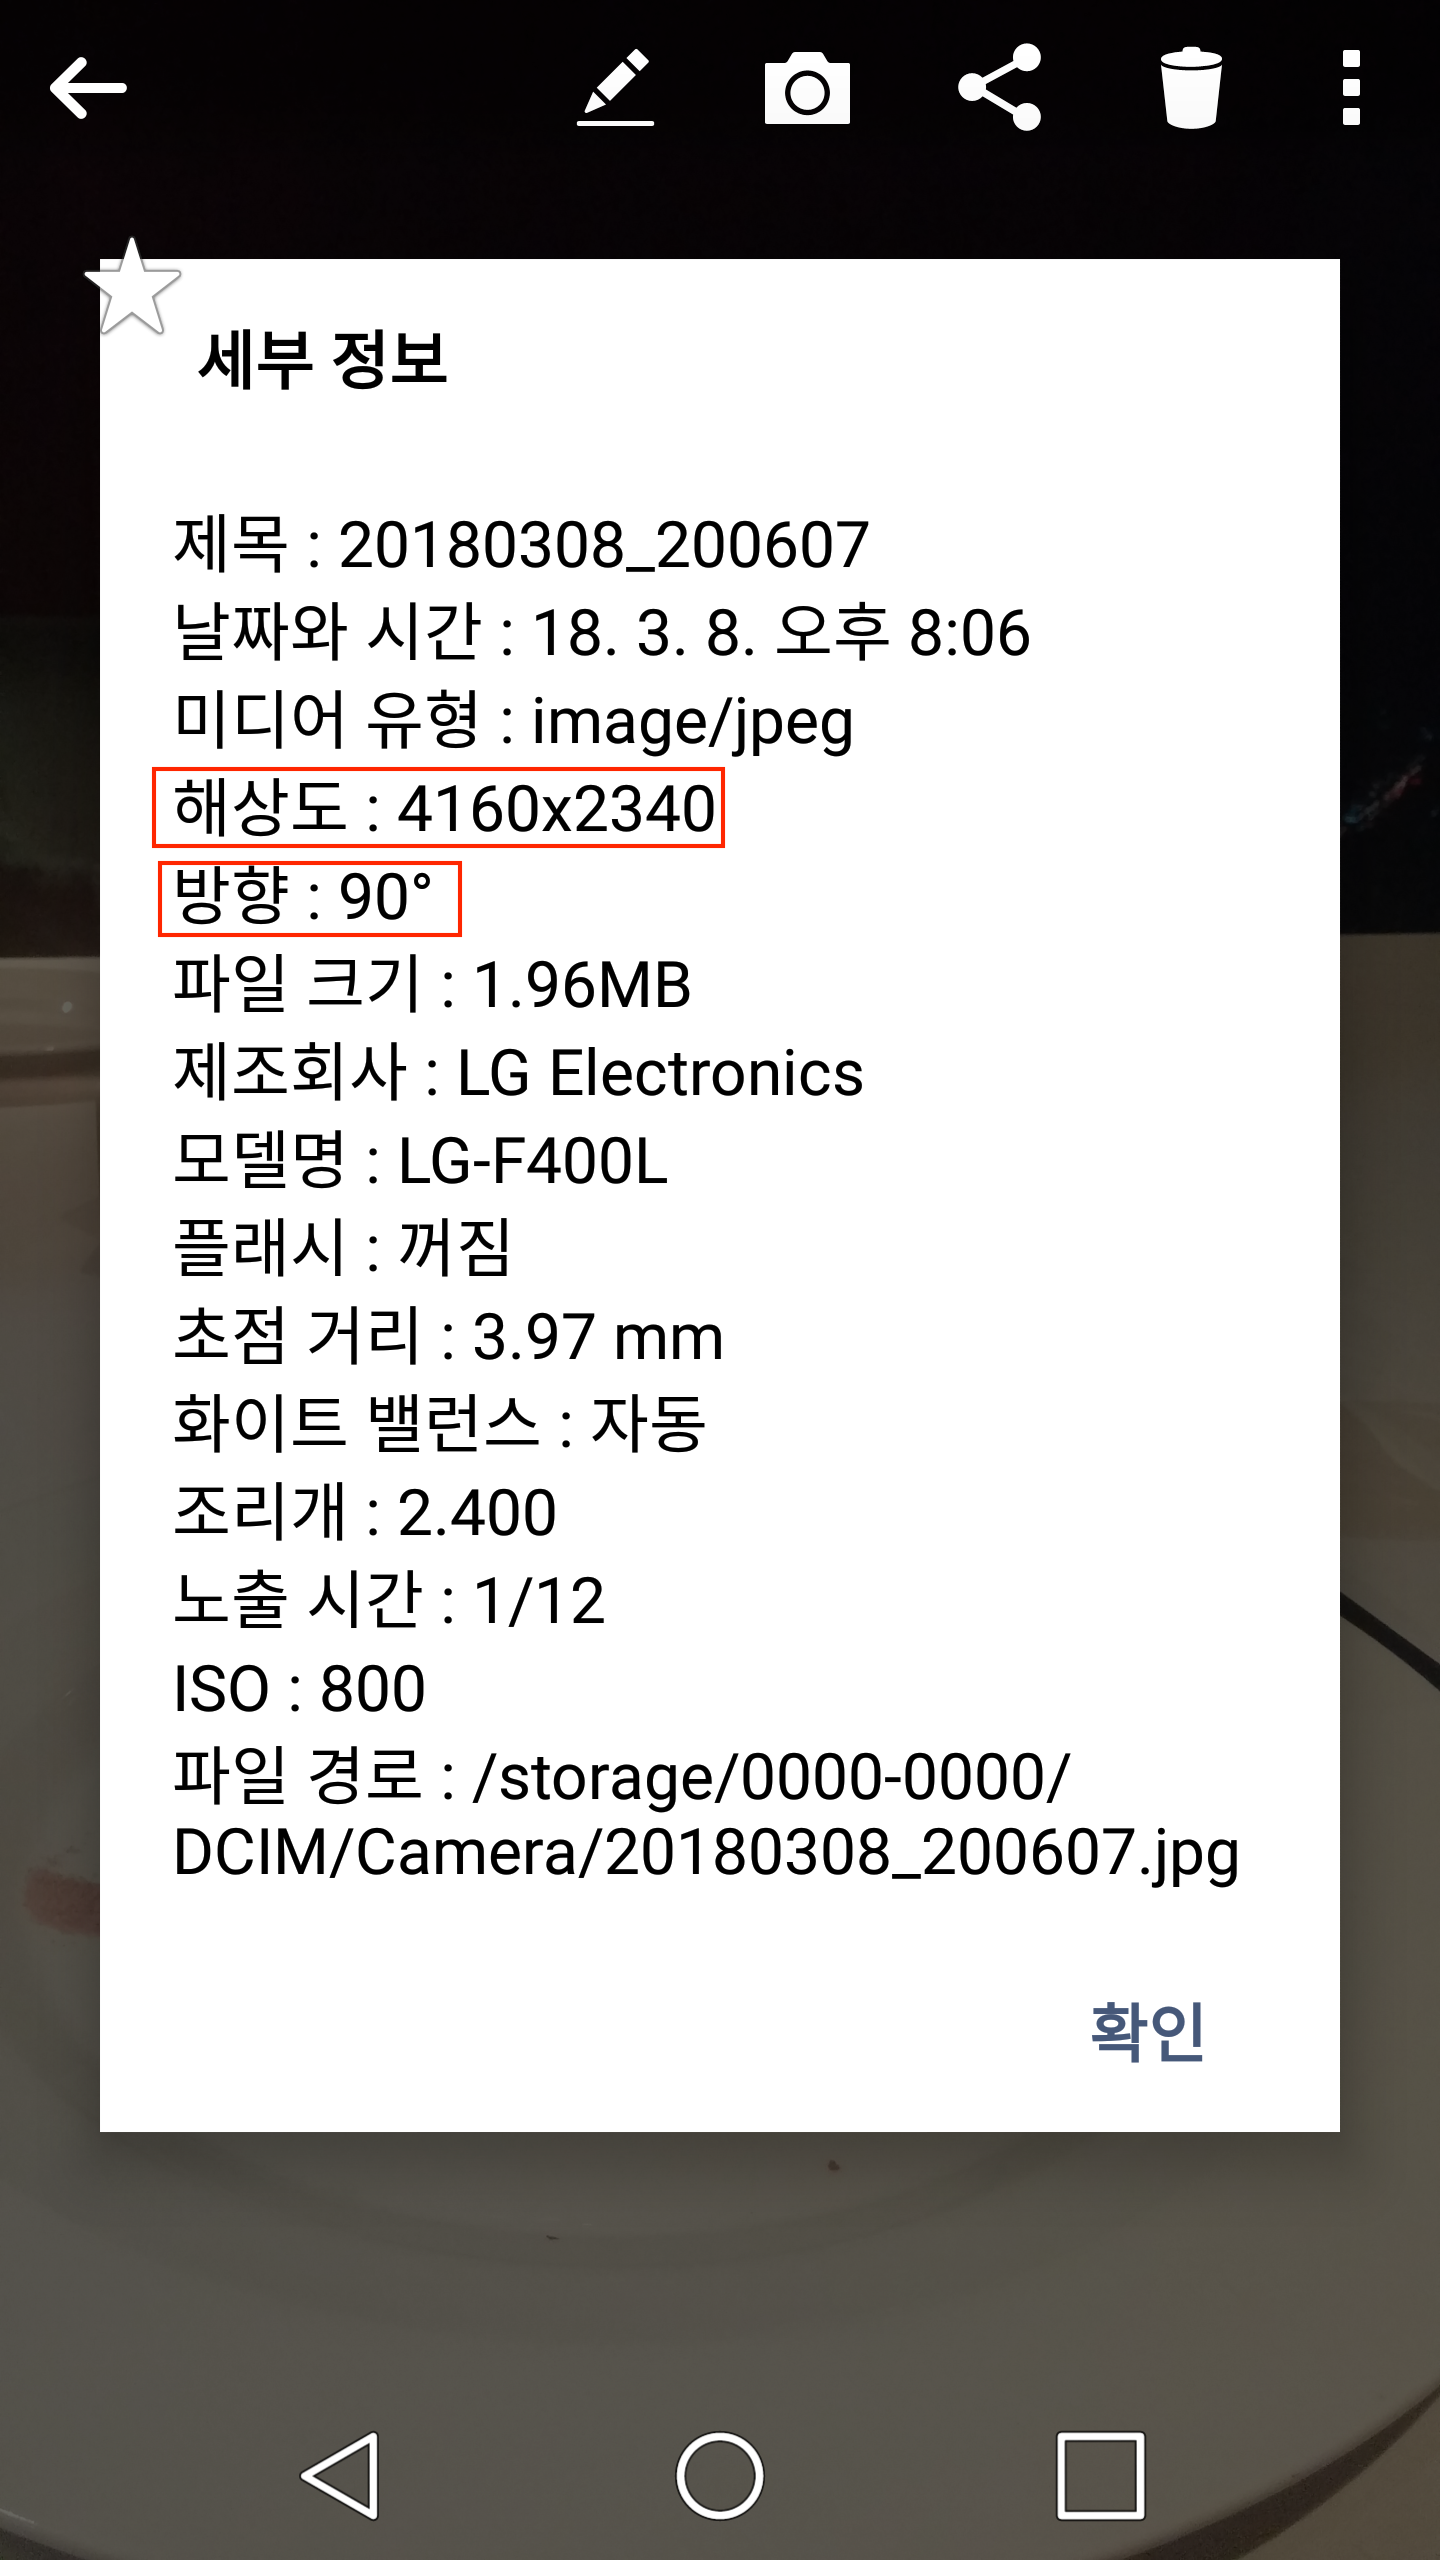 세부 정보
제목 : 20180308_200607
날짜와 시간 : 18. 3. 8. 오후 8:06
미디어 유형 : image/jpeg
해상도 : 4160x2340
방향 : 90°
파일 크기 : 1.96MB
제조회사 : LG Electronics
모델명 : LG-F400L
플래시 : 꺼짐
초점 거리 : 3.97 mm
화이트 밸런스 : 자동
조리개 : 2.400
노출 시간 : 1/12
ISO : 800
파일 경로 : /storage/0000-0000/
DCIM/Camera/20180308_200607.jpg
확인